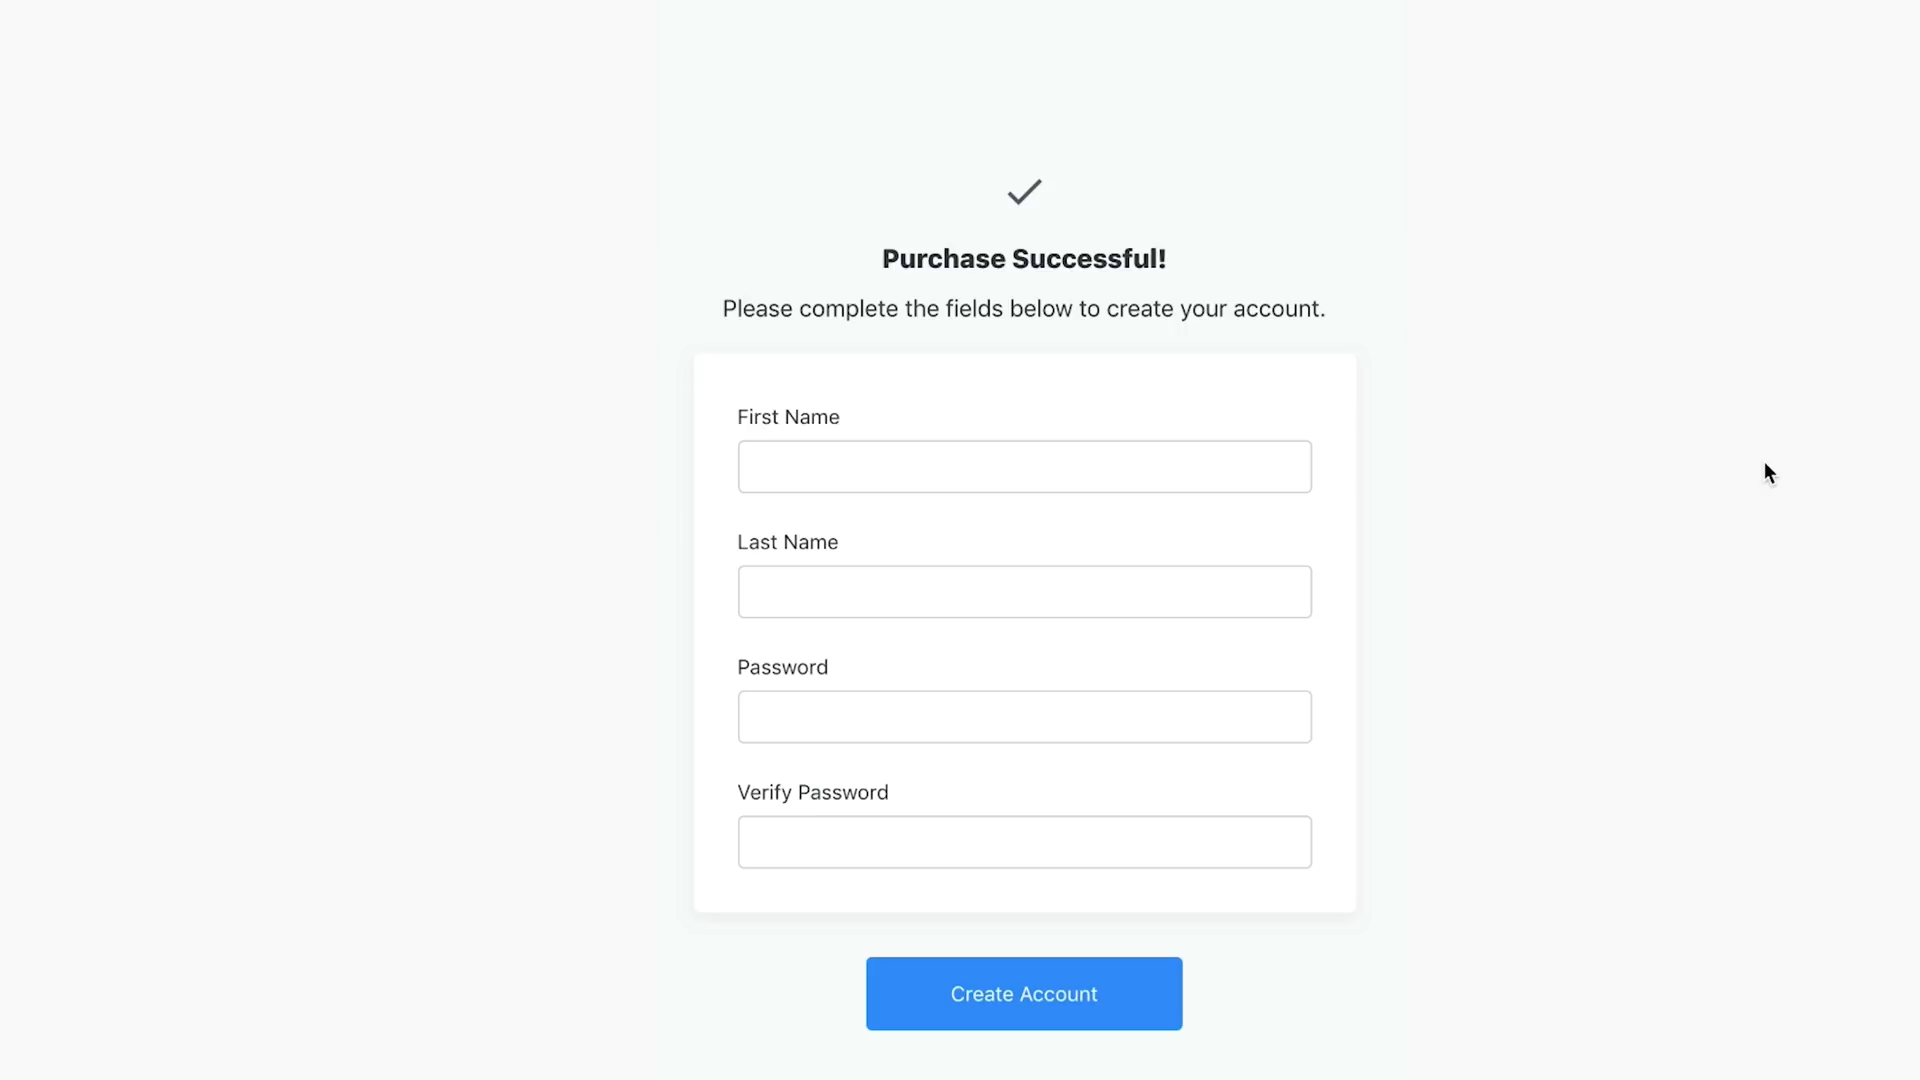 Purchase Successful!
Please complete the fields below to create your account.
First Name
Last Name
Password
Verify Password
Create Account